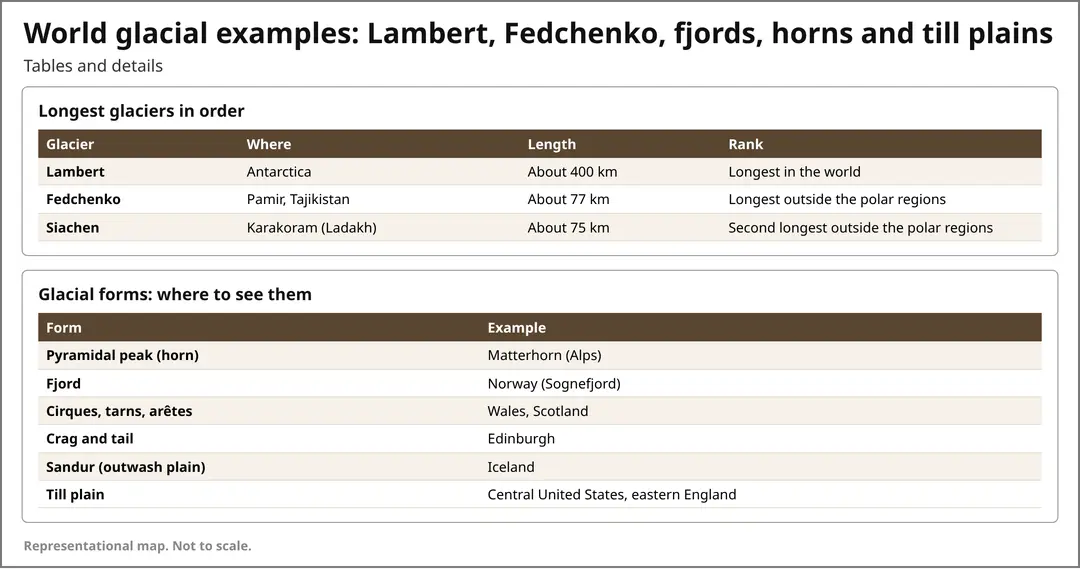 World glacial examples: Lambert, Fedchenko, fjords, horns and till plains
Tables and details
Longest glaciers in order
Glacier Where Length Rank
Lambert Antarctica About 400 km Longest in the world
Fedchenko Pamir, Tajikistan About 77 km Longest outside the polar regions
Siachen Karakoram (Ladakh) About 75 km Second longest outside the polar regions
Glacial forms: where to see them
Form Example
Pyramidal peak (horn) Matterhorn (Alps)
Fjord Norway (Sognefjord)
Cirques, tarns, arêtes Wales, Scotland
Crag and tail Edinburgh
Sandur (outwash plain) Iceland
Till plain Central United States, eastern England
Representational map. Not to scale.